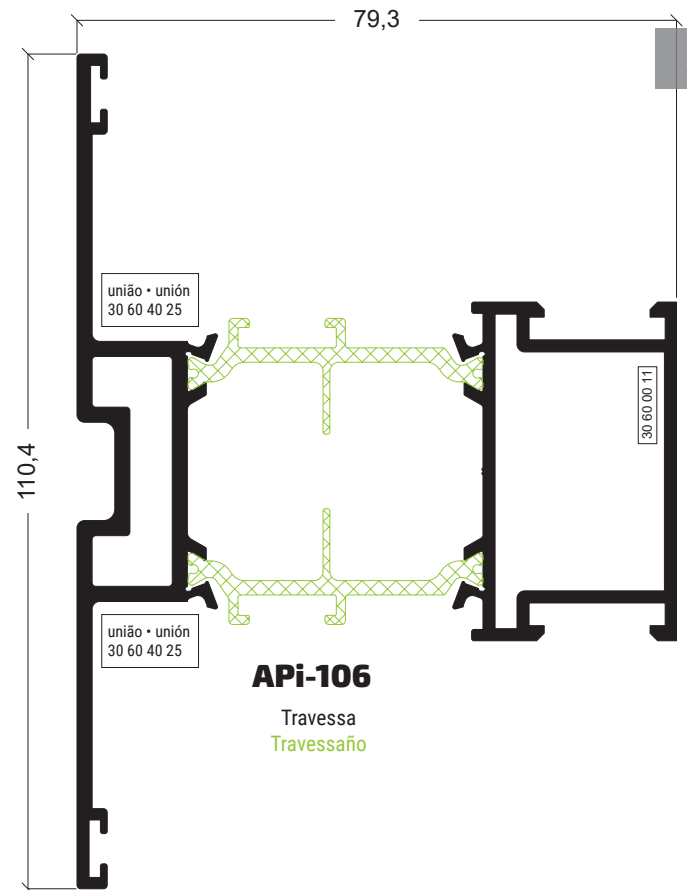 79,3
união • unión
30 60 40 25
30 60 00 11
110,4
união • unión
30 60 40 25
APi-106
Travessa
Travessaño